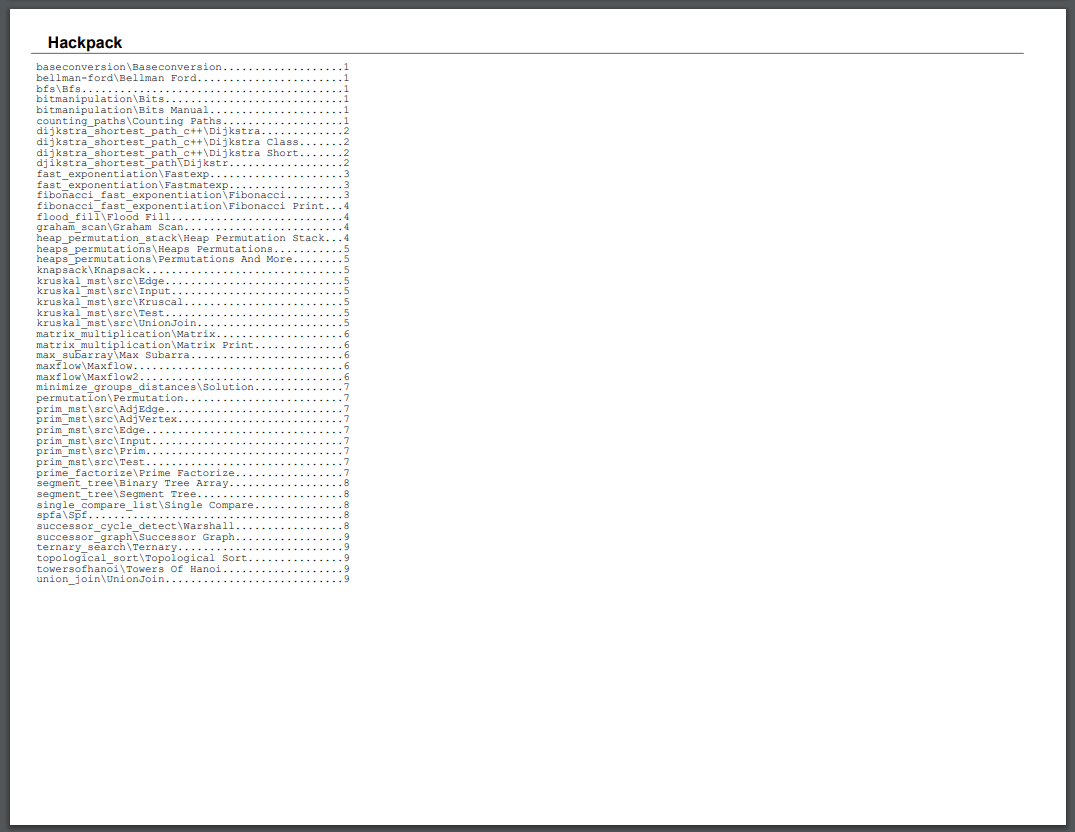 Hackpack
baseconversion\Baseconversion...................1
bellman-ford\Bellman Ford.......................1
bfs\Bfs.........................................1
bitmanipulation\Bits............................1
bitmanipulation\Bits Manual.....................1
counting_paths\Counting Paths...................1
dijkstra_shortest_path_c++\Dijkstra.............2
dijkstra_shortest_path_c++\Dijkstra Class.......2
dijkstra_shortest_path_c++\Dijkstra Short.......2
djikstra_shortest_path\Dijkstr..................2
fast_exponentiation\Fastexp.....................3
fast_exponentiation\Fastmatexp..................3
fibonacci_fast_exponentiation\Fibonacci.........3
fibonacci_fast_exponentiation\Fibonacci Print...4
flood_fill\Flood Fill...........................4
graham_scan\Graham Scan.........................4
heap_permutation_stack\Heap Permutation Stack...4
heaps_permutations\Heaps Permutations...........5
heaps_permutations\Permutations And More........5
knapsack\Knapsack...............................5
kruskal_mst\src\Edge............................5
kruskal_mst\src\Input...........................5
kruskal_mst\src\Kruscal.........................5
kruskal_mst\src\Test............................5
kruskal_mst\src\UnionJoin.......................5
matrix_multiplication\Matrix....................6
matrix_multiplication\Matrix Print..............6
max_subarray\Max Subarra........................6
maxflow\Maxflow.................................6
maxflow\Maxflow2................................6
minimize_groups_distances\Solution..............7
permutation\Permutation.........................7
prim_mst\src\AdjEdge............................7
prim_mst\src\AdjVertex..........................7
prim_mst\src\Edge...............................7
prim_mst\src\Input..............................7
prim_mst\src\Prim...............................7
prim_mst\src\Test...............................7
prime_factorize\Prime Factorize.................7
segment_tree\Binary Tree Array..................8
segment_tree\Segment Tree.......................8
single_compare_list\Single Compare..............8
spfa\Spf........................................8
successor_cycle_detect\Warshall.................8
successor_graph\Successor Graph.................9
ternary_search\Ternary..........................9
topological_sort\Topological Sort...............9
towersofhanoi\Towers Of Hanoi...................9
union_join\UnionJoin............................9